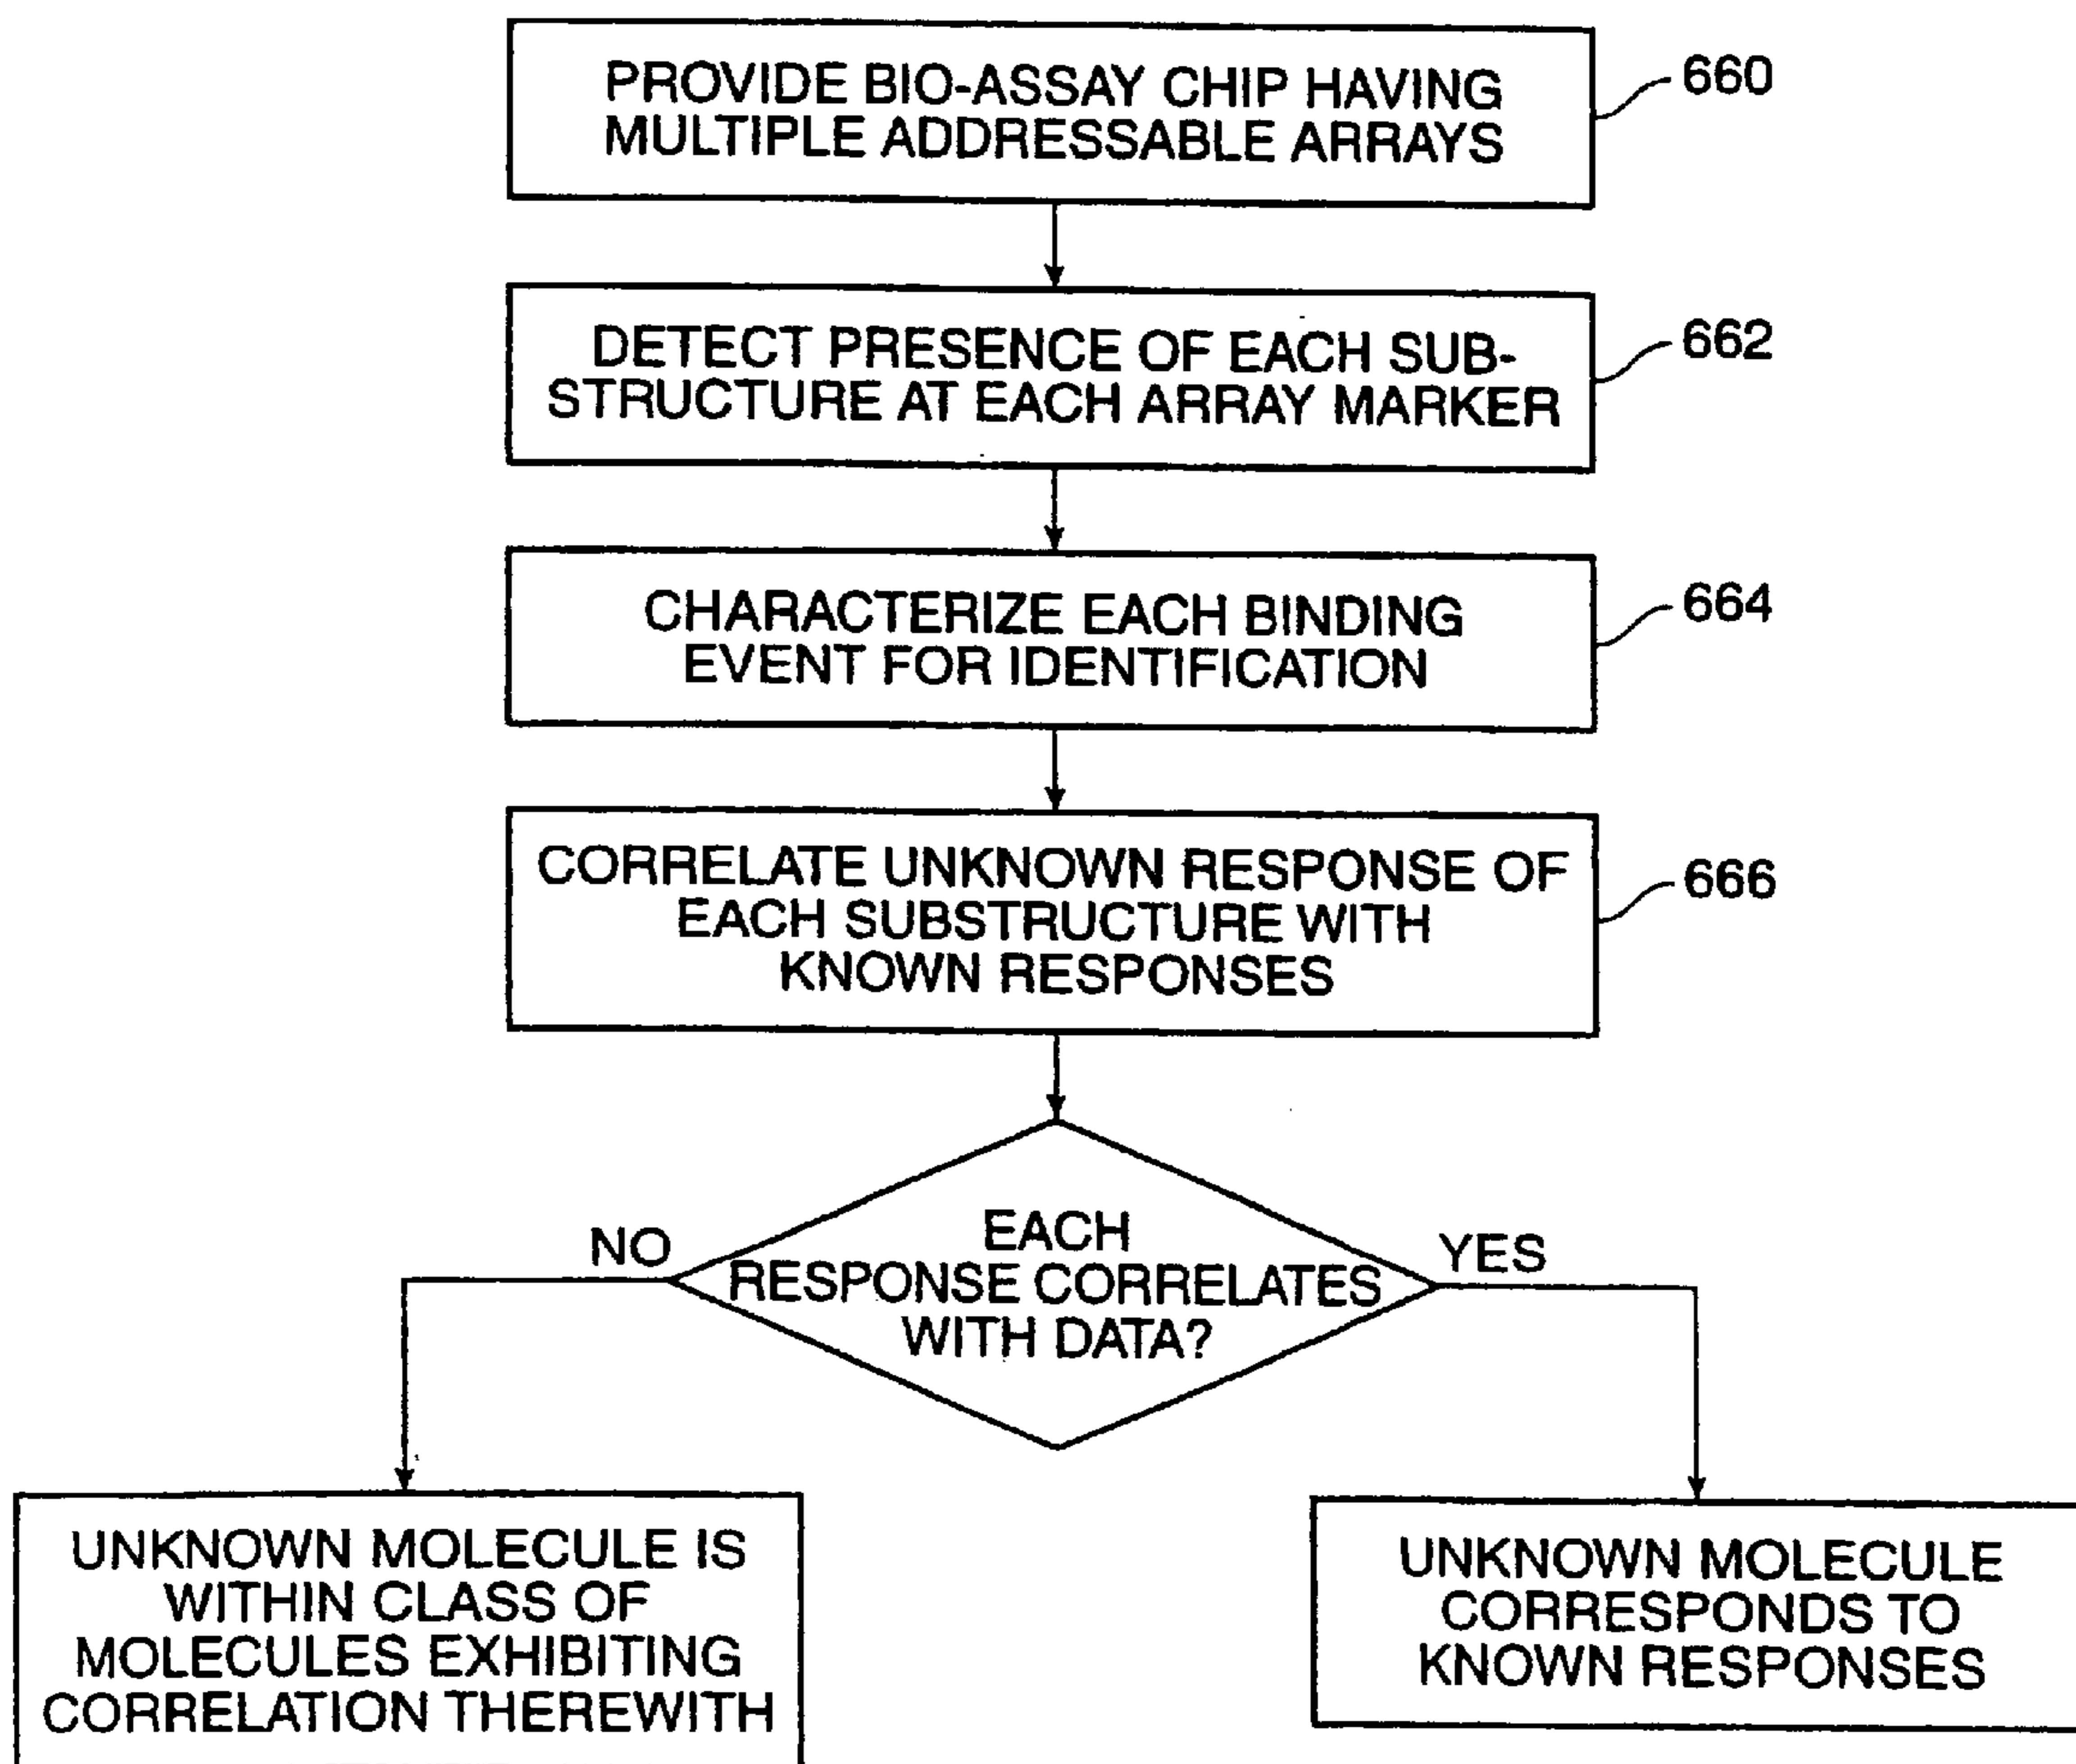 PROVIDE BIO-ASSAY CHIP HAVING
MULTIPLE ADDRESSABLE ARRAYS
660
DETECT PRESENCE OF EACH SUB-
STRUCTURE AT EACH ARRAY MARKER
662
CHARACTERIZE EACH BINDING
EVENT FOR IDENTIFICATION
664
CORRELATE UNKNOWN RESPONSE OF
EACH SUBSTRUCTURE WITH
KNOWN RESPONSES
666
EACH
RESPONSE CORRELATES
WITH DATA?
NO
YES
UNKNOWN MOLECULE IS
WITHIN CLASS OF
MOLECULES EXHIBITING
CORRELATION THEREWITH
UNKNOWN MOLECULE
CORRESPONDS TO
KNOWN RESPONSES